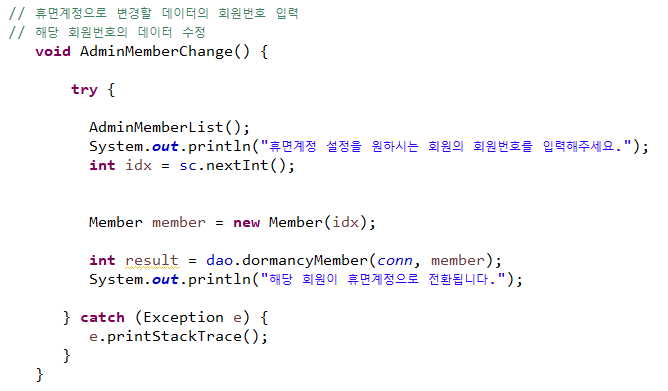 // 휴면계정으로 변경할 데이터의 회원번호 입력
// 해당 회원번호의 데이터 수정
void AdminMemberChange() {
try {
AdminMemberList();
System.out.println("휴면계정 설정을 원하시는 회원의 회원번호를 입력해주세요.");
int idx = sc.nextInt();
Member member = new Member(idx);
int result = dao.dormancyMember(conn, member);
System.out.println("해당 회원이 휴면계정으로 전환됩니다.");
} catch (Exception e) {
e.printStackTrace();
}
}